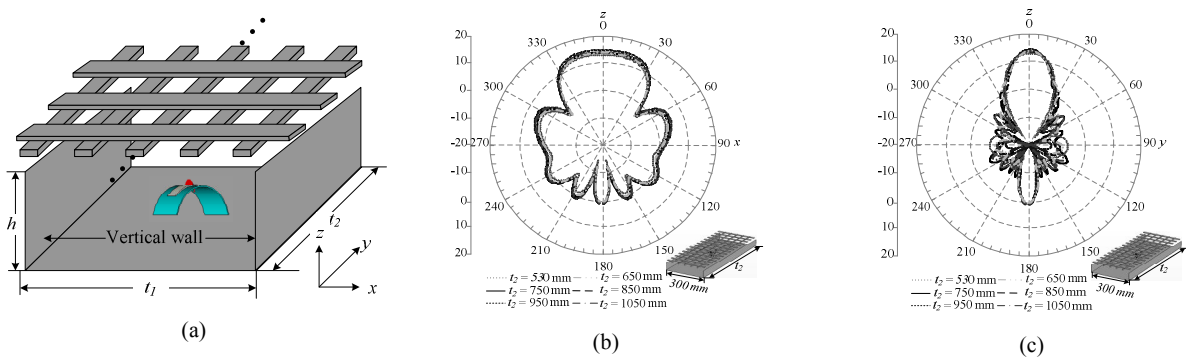 h
Vertical wall
t1
t2
z
y
x
(a)
z
0
330
30
300
60
270
90 x
240
120
210
150
180
20
10
0
-10
-20
-10
0
10
20
t2 = 530 mm
t2 = 650 mm
t2 = 750 mm
t2 = 850 mm
t2 = 950 mm
t2 = 1050 mm
300 mm
t2
(b)
z
0
330
30
300
60
270
90 y
240
120
210
150
180
20
10
0
-10
-20
-10
0
10
20
t2 = 530 mm
t2 = 650 mm
t2 = 750 mm
t2 = 850 mm
t2 = 950 mm
t2 = 1050 mm
300 mm
t2
(c)